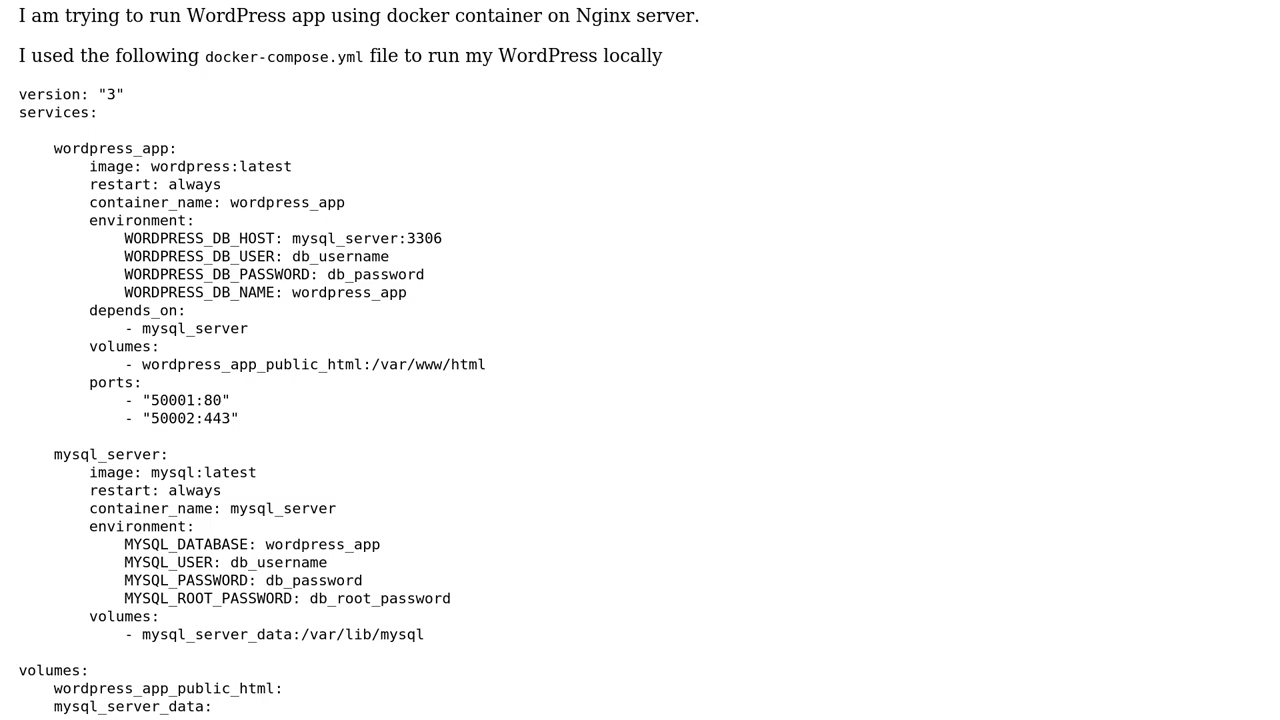 I am trying to run WordPress app using docker container on Nginx server.
I used the following docker-compose.yml file to run my WordPress locally
version: "3"
services:
    wordpress_app:
        image: wordpress:latest
        restart: always
        container_name: wordpress_app
        environment:
            WORDPRESS_DB_HOST: mysql_server:3306
            WORDPRESS_DB_USER: db_username
            WORDPRESS_DB_PASSWORD: db_password
            WORDPRESS_DB_NAME: wordpress_app
        depends_on:
            - mysql_server
        volumes:
            - wordpress_app_public_html:/var/www/html
        ports:
            - "50001:80"
            - "50002:443"
    mysql_server:
        image: mysql:latest
        restart: always
        container_name: mysql_server
        environment:
            MYSQL_DATABASE: wordpress_app
            MYSQL_USER: db_username
            MYSQL_PASSWORD: db_password
            MYSQL_ROOT_PASSWORD: db_root_password
        volumes:
            - mysql_server_data:/var/lib/mysql
volumes:
    wordpress_app_public_html:
    mysql_server_data: